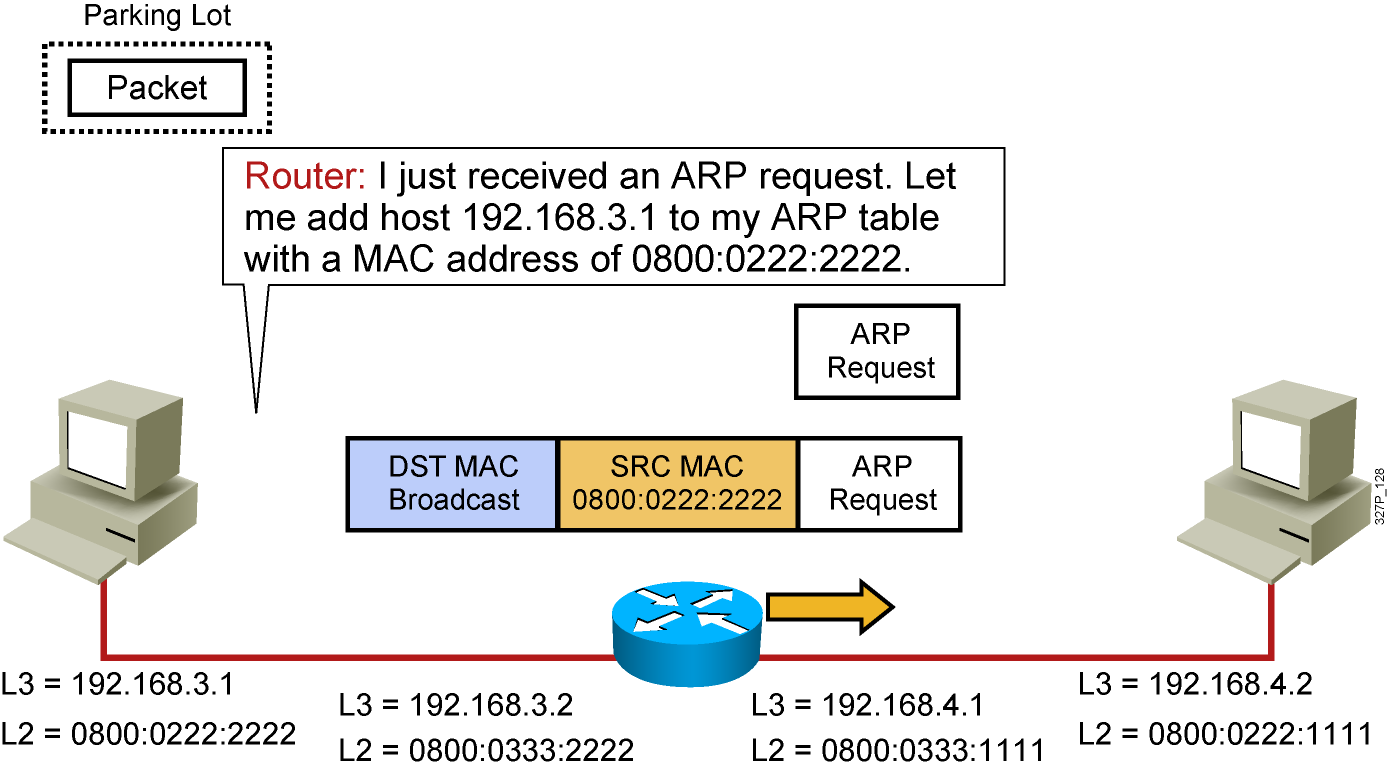 Parking Lot
Packet
Router: I just received an ARP request. Let
me add host 192.168.3.1 to my ARP table
with a MAC address of 0800:0222:2222.
ARP
Request
DST MAC
Broadcast
SRC MAC
0800:0222:2222
ARP
Request
327P_128
L3 = 192.168.3.1
L2 = 0800:0222:2222
L3 = 192.168.3.2
L2 = 0800:0333:2222
L3 = 192.168.4.1
L2 = 0800:0333:1111
L3 = 192.168.4.2
L2 = 0800:0222:1111